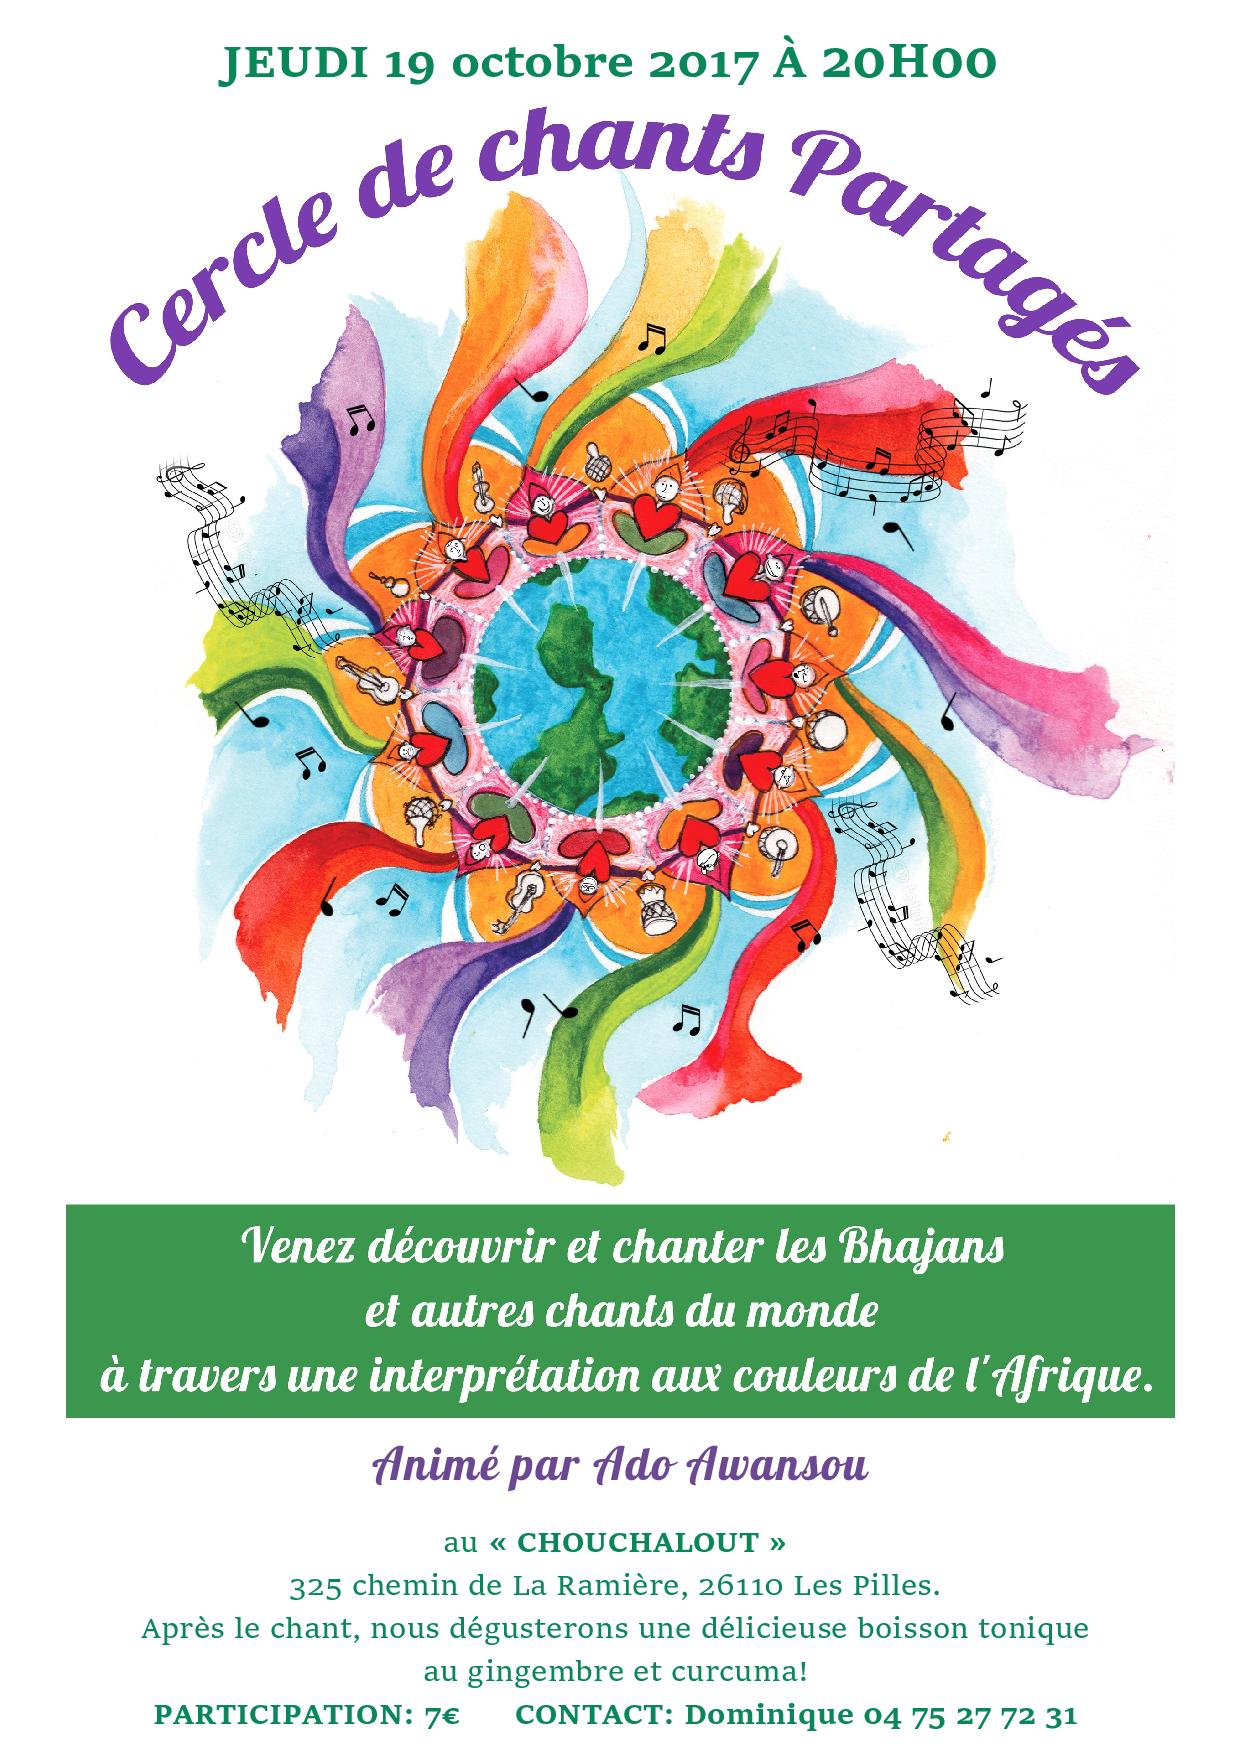 JEUDI 19 octobre 2017 À 20H00
Cercle de chants Partagés
Venez découvrir et chanter les Bhajans
et autres chants du monde
à travers une interprétation aux couleurs de l'Afrique.
Animé par Ado Awansou
au « CHOUCHALOUT »
325 chemin de La Ramière, 26110 Les Pilles.
Après le chant, nous dégusterons une délicieuse boisson tonique
au gingembre et curcuma!
PARTICIPATION: 7€ CONTACT: Dominique 04 75 27 72 31